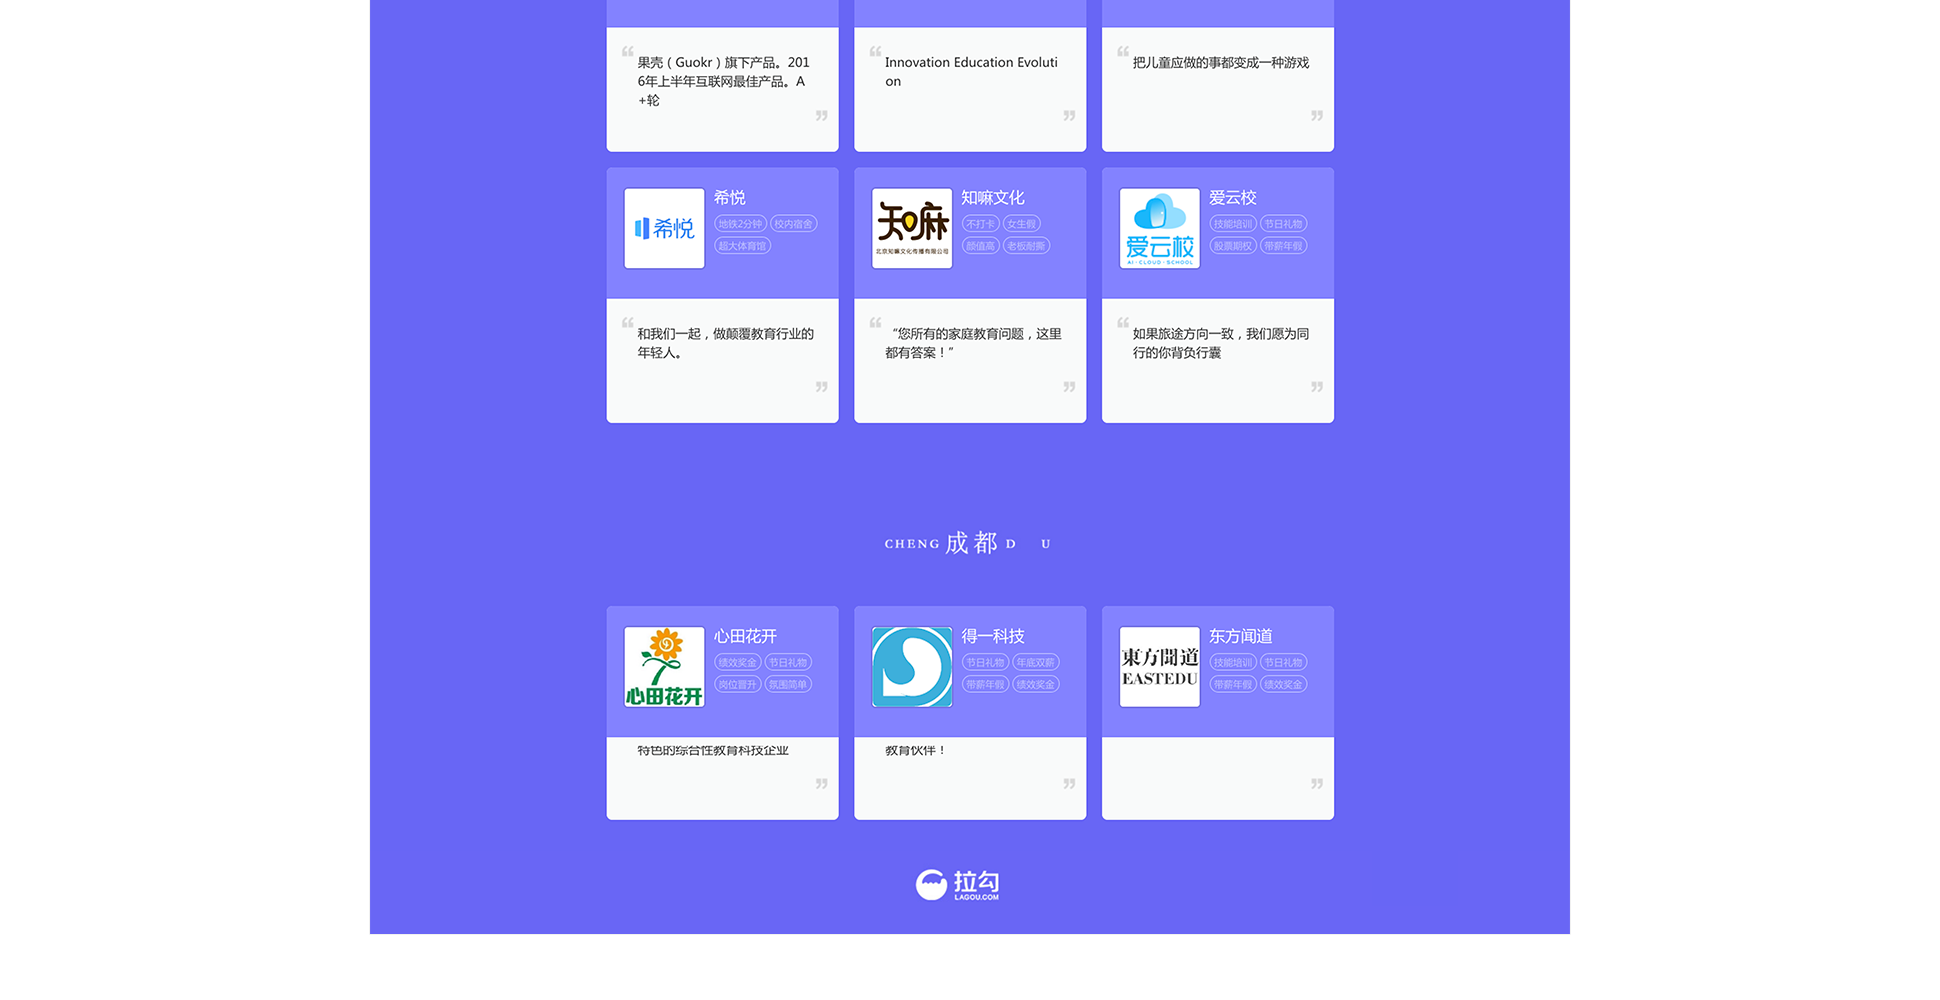 果壳（Guokr）旗下产品。201
6年上半年互联网最佳产品。A
+轮
Innovation Education Evoluti
on
把儿童应做的事都变成一种游戏
希悦
希悦
地铁2分钟 校内宿舍
超大体育馆
和我们一起，做颠覆教育行业的
年轻人。
知嘛
北京知嘛文化传播有限公司
知嘛文化
不打卡 女生假
颜值高 老板耐撕
“您所有的家庭教育问题，这里
都有答案！”
爱云校
AI-CLOUD-SCHOOL
爱云校
技能培训 节日礼物
股票期权 带薪年假
如果旅途方向一致，我们愿为同
行的你背负行囊
CHENG 成都 D U
心田花开
心田花开
绩效奖金 节日礼物
岗位晋升 氛围简单
特色的综合性教育科技企业
得一科技
节日礼物 年底双薪
带薪年假 绩效奖金
教育伙伴！
東方聞道
EASTEDU
东方闻道
技能培训 节日礼物
带薪年假 绩效奖金
拉勾
LAGOU.COM